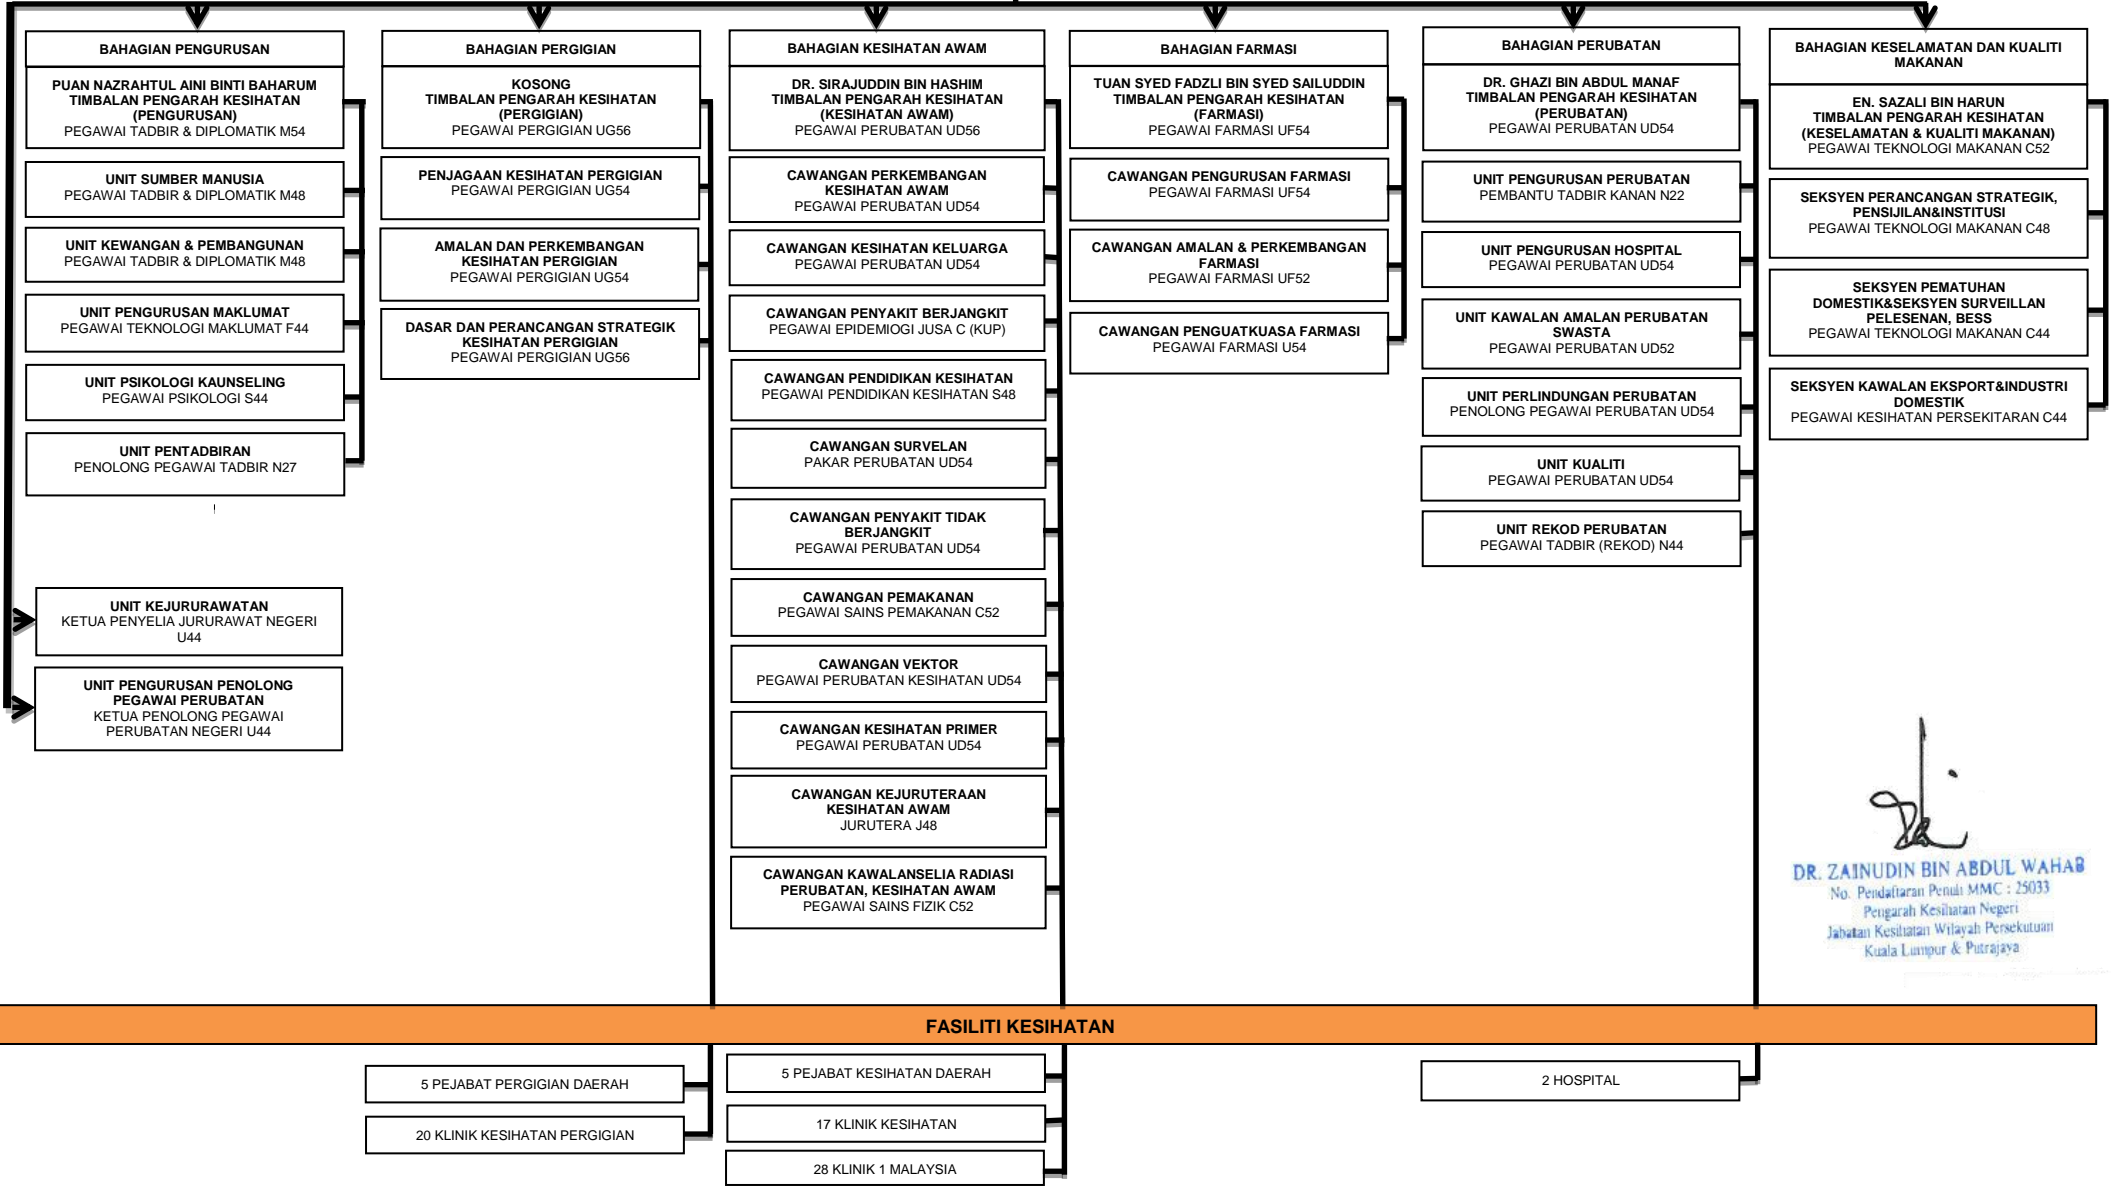 BAHAGIAN PENGURUSAN
PUAN NAZRAHTUL AINI BINTI BAHARUM
TIMBALAN PENGARAH KESIHATAN
(PENGURUSAN)
PEGAWAI TADBIR & DIPLOMATIK M54
UNIT SUMBER MANUSIA
PEGAWAI TADBIR & DIPLOMATIK M48
UNIT KEWANGAN & PEMBANGUNAN
PEGAWAI TADBIR & DIPLOMATIK M48
UNIT PENGURUSAN MAKLUMAT
PEGAWAI TEKNOLOGI MAKLUMAT F44
UNIT PSIKOLOGI KAUNSELING
PEGAWAI PSIKOLOGI S44
UNIT PENTADBIRAN
PENOLONG PEGAWAI TADBIR N27
UNIT KEJURURAWATAN
KETUA PENYELIA JURURAWAT NEGERI
U44
UNIT PENGURUSAN PENOLONG
PEGAWAI PERUBATAN
KETUA PENOLONG PEGAWAI
PERUBATAN NEGERI U44
BAHAGIAN PERGIGIAN
KOSONG
TIMBALAN PENGARAH KESIHATAN
(PERGIGIAN)
PEGAWAI PERGIGIAN UG56
PENJAGAAN KESIHATAN PERGIGIAN
PEGAWAI PERGIGIAN UG54
AMALAN DAN PERKEMBANGAN
KESIHATAN PERGIGIAN
PEGAWAI PERGIGIAN UG54
DASAR DAN PERANCANGAN STRATEGIK
KESIHATAN PERGIGIAN
PEGAWAI PERGIGIAN UG56
BAHAGIAN KESIHATAN AWAM
DR. SIRAJUDDIN BIN HASHIM
TIMBALAN PENGARAH KESIHATAN
(KESIHATAN AWAM)
PEGAWAI PERUBATAN UD56
CAWANGAN PERKEMBANGAN
KESIHATAN AWAM
PEGAWAI PERUBATAN UD54
CAWANGAN KESIHATAN KELUARGA
PEGAWAI PERUBATAN UD54
CAWANGAN PENYAKIT BERJANGKIT
PEGAWAI EPIDEMIOGI JUSA C (KUP)
CAWANGAN PENDIDIKAN KESIHATAN
PEGAWAI PENDIDIKAN KESIHATAN S48
CAWANGAN SURVELAN
PAKAR PERUBATAN UD54
CAWANGAN PENYAKIT TIDAK
BERJANGKIT
PEGAWAI PERUBATAN UD54
CAWANGAN PEMAKANAN
PEGAWAI SAINS PEMAKANAN C52
CAWANGAN VEKTOR
PEGAWAI PERUBATAN KESIHATAN UD54
CAWANGAN KESIHATAN PRIMER
PEGAWAI PERUBATAN UD54
CAWANGAN KEJURUTERAAN
KESIHATAN AWAM
JURUTERA J48
CAWANGAN KAWALANSELIA RADIASI
PERUBATAN, KESIHATAN AWAM
PEGAWAI SAINS FIZIK C52
BAHAGIAN FARMASI
TUAN SYED FADZLI BIN SYED SAILUDDIN
TIMBALAN PENGARAH KESIHATAN
(FARMASI)
PEGAWAI FARMASI UF54
CAWANGAN PENGURUSAN FARMASI
PEGAWAI FARMASI UF54
CAWANGAN AMALAN & PERKEMBANGAN
FARMASI
PEGAWAI FARMASI UF52
CAWANGAN PENGUATKUASA FARMASI
PEGAWAI FARMASI U54
BAHAGIAN PERUBATAN
DR. GHAZI BIN ABDUL MANAF
TIMBALAN PENGARAH KESIHATAN
(PERUBATAN)
PEGAWAI PERUBATAN UD54
UNIT PENGURUSAN PERUBATAN
PEMBANTU TADBIR KANAN N22
UNIT PENGURUSAN HOSPITAL
PEGAWAI PERUBATAN UD54
UNIT KAWALAN AMALAN PERUBATAN
SWASTA
PEGAWAI PERUBATAN UD52
UNIT PERLINDUNGAN PERUBATAN
PENOLONG PEGAWAI PERUBATAN UD54
UNIT KUALITI
PEGAWAI PERUBATAN UD54
UNIT REKOD PERUBATAN
PEGAWAI TADBIR (REKOD) N44
BAHAGIAN KESELAMATAN DAN KUALITI
MAKANAN
EN. SAZALI BIN HARUN
TIMBALAN PENGARAH KESIHATAN
(KESELAMATAN & KUALITI MAKANAN)
PEGAWAI TEKNOLOGI MAKANAN C52
SEKSYEN PERANCANGAN STRATEGIK,
PENSIJILAN&INSTITUSI
PEGAWAI TEKNOLOGI MAKANAN C48
SEKSYEN PEMATUHAN
DOMESTIK&SEKSYEN SURVEILLAN
PELESENAN, BESS
PEGAWAI TEKNOLOGI MAKANAN C44
SEKSYEN KAWALAN EKSPORT&INDUSTRI
DOMESTIK
PEGAWAI KESIHATAN PERSEKITARAN C44
DR. ZAINUDIN BIN ABDUL WAHAB
No. Pendaftaran Penuh MMC : 25033
Pengarah Kesihatan Negeri
Jabatan Kesihatan Wilayah Persekutuan
Kuala Lumpur & Putrajaya
FASILITI KESIHATAN
5 PEJABAT PERGIGIAN DAERAH
20 KLINIK KESIHATAN PERGIGIAN
5 PEJABAT KESIHATAN DAERAH
17 KLINIK KESIHATAN
28 KLINIK 1 MALAYSIA
2 HOSPITAL